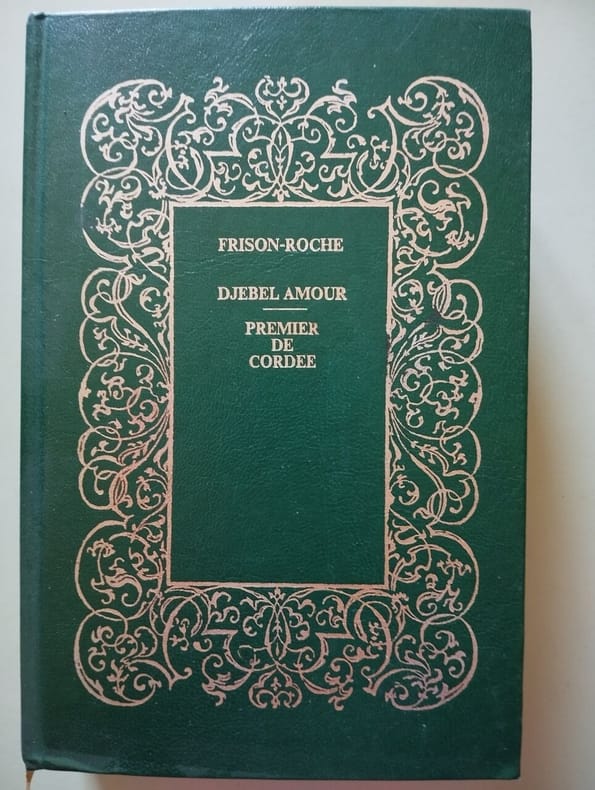 FRISON-ROCHE
DJEBEL AMOUR
PREMIER
DE
CORDEE